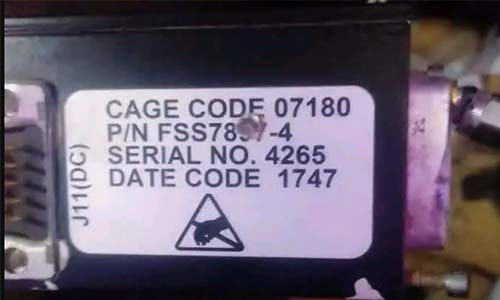 CAGE CODE 07180
P/N
SERIAL NO. 4265
DATE CODE 1747
J11(DC)